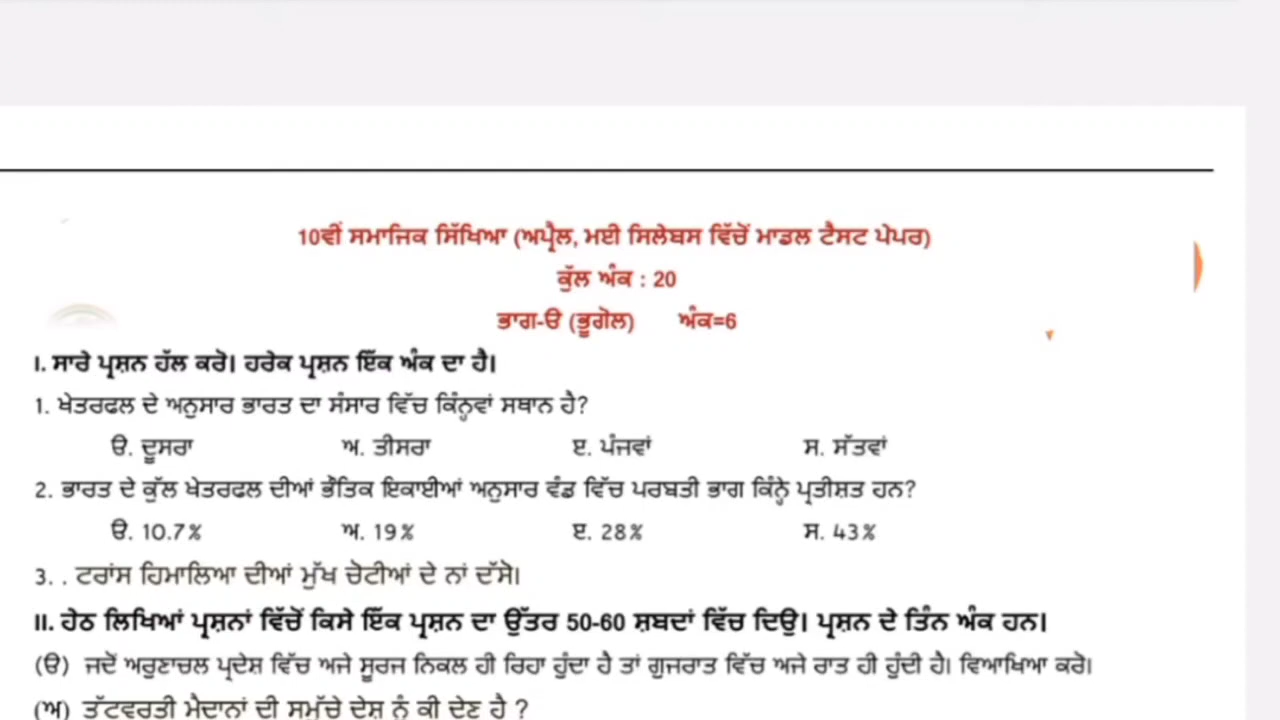 10ਵੀਂ ਸਮਾਜਿਕ ਸਿੱਖਿਆ (ਅਪ੍ਰੈਲ, ਮਈ ਸਿਲੇਬਸ ਵਿੱਚੋਂ ਮਾਡਲ ਟੈਸਟ ਪੇਪਰ)
ਕੁੱਲ ਅੰਕ : 20
ਭਾਗ-ੳ (ਭੂਗੋਲ) ਅੰਕ=6
I. ਸਾਰੇ ਪ੍ਰਸ਼ਨ ਹੱਲ ਕਰੋ। ਹਰੇਕ ਪ੍ਰਸ਼ਨ ਇੱਕ ਅੰਕ ਦਾ ਹੈ।
1. ਖੇਤਰਫਲ ਦੇ ਅਨੁਸਾਰ ਭਾਰਤ ਦਾ ਸੰਸਾਰ ਵਿੱਚ ਕਿੰਨ੍ਹਵਾਂ ਸਥਾਨ ਹੈ?
ੳ. ਦੂਸਰਾ ਅ. ਤੀਸਰਾ ੲ. ਪੰਜਵਾਂ ਸ. ਸੱਤਵਾਂ
2. ਭਾਰਤ ਦੇ ਕੁੱਲ ਖੇਤਰਫਲ ਦੀਆਂ ਭੌਤਿਕ ਇਕਾਈਆਂ ਅਨੁਸਾਰ ਵੰਡ ਵਿੱਚ ਪਰਬਤੀ ਭਾਗ ਕਿੰਨੇ੍ ਪ੍ਰਤੀਸ਼ਤ ਹਨ?
ੳ. 10.7% ਅ. 19% ੲ. 28% ਸ. 43%
3. . ਟਰਾਂਸ ਹਿਮਾਲਿਆ ਦੀਆਂ ਮੁੱਖ ਚੋਟੀਆਂ ਦੇ ਨਾਂ ਦੱਸੋ।
II. ਹੇਠ ਲਿਖਿਆਂ ਪ੍ਰਸ਼ਨਾਂ ਵਿੱਚੋਂ ਕਿਸੇ ਇੱਕ ਪ੍ਰਸ਼ਨ ਦਾ ਉੱਤਰ 50-60 ਸ਼ਬਦਾਂ ਵਿੱਚ ਦਿਉ। ਪ੍ਰਸ਼ਨ ਦੇ ਤਿੰਨ ਅੰਕ ਹਨ।
(ੳ) ਜਦੋਂ ਅਰੁਣਾਚਲ ਪ੍ਰਦੇਸ਼ ਵਿੱਚ ਅਜੇ ਸੂਰਜ ਨਿਕਲ ਹੀ ਰਿਹਾ ਹੁੰਦਾ ਹੈ ਤਾਂ ਗੁਜਰਾਤ ਵਿੱਚ ਅਜੇ ਰਾਤ ਹੀ ਹੁੰਦੀ ਹੈ। ਵਿਆਖਿਆ ਕਰੋ।
(ਅ) ਤੱਟਵਰਤੀ ਮੈਦਾਨਾਂ ਦੀ ਸਮੁੱਚੇ ਦੇਸ਼ ਨੂੰ ਕੀ ਦੇਣ ਹੈ ?